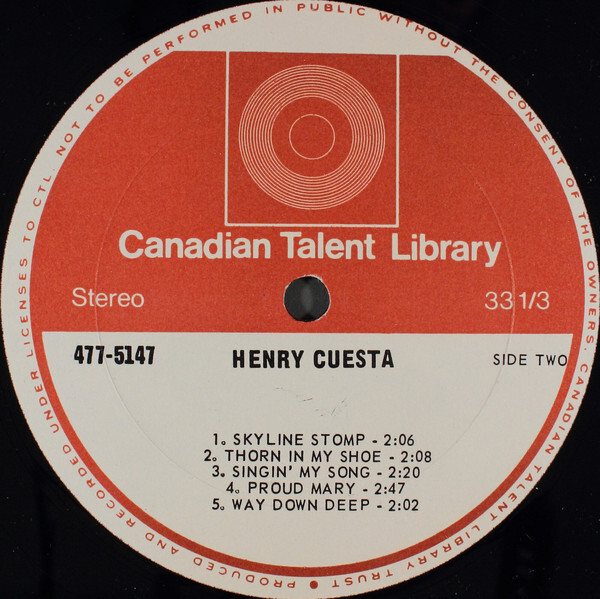 PRODUCED AND RECORDED UNDER LICENSES TO CTL. NOT TO BE PERFORMED IN PUBLIC WITHOUT THE CONSENT OF THE OWNERS, CANADIAN TALENT LIBRARY TRUST •
Canadian Talent Library
Stereo 33 1/3
477-5147 HENRY CUESTA SIDE TWO
1. SKYLINE STOMP - 2:06
2. THORN IN MY SHOE - 2:08
3. SINGIN' MY SONG - 2:20
4. PROUD MARY - 2:47
5. WAY DOWN DEEP - 2:02